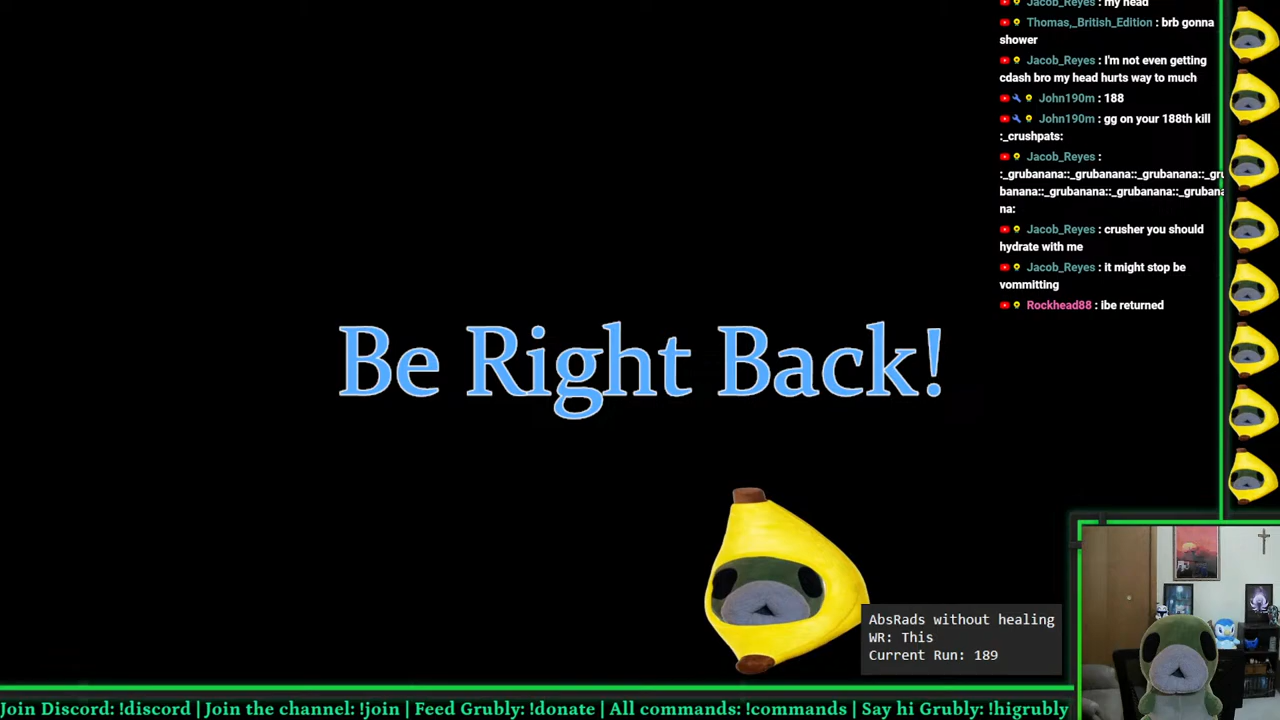 Jacob_Reyes : my head
Thomas,_British_Edition : brb gonna
shower
Jacob_Reyes : I'm not even getting
cdash bro my head hurts way to much
John190m : 188
John190m : gg on your 188th kill
:_crushpats:
Jacob_Reyes :
:_grubanana::_grubanana::_grubanana::_gru
banana::_grubanana::_grubanana::_grubana
na:
Jacob_Reyes : crusher you should
hydrate with me
Jacob_Reyes : it might stop be
vommitting
Rockhead88 : ibe returned
Be Right Back!
AbsRads without healing
WR: This
Current Run: 189
Join Discord: !discord | Join the channel: !join | Feed Grubly: !donate | All commands: !commands | Say hi Grubly: !higrubly